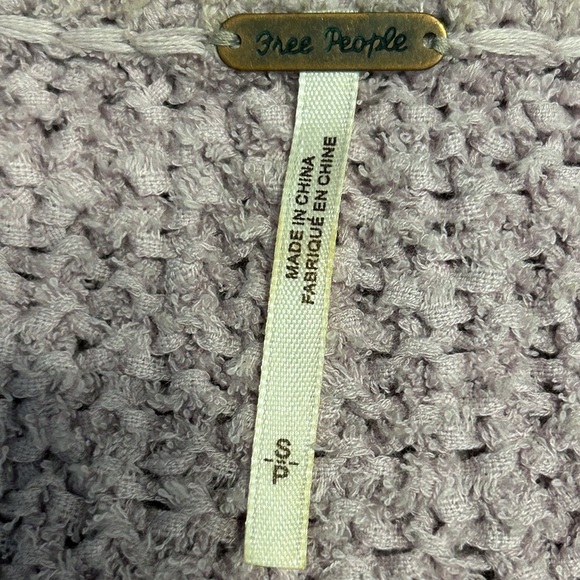 Free People
MADE IN CHINA
FABRIQUÉ EN CHINE
S/P